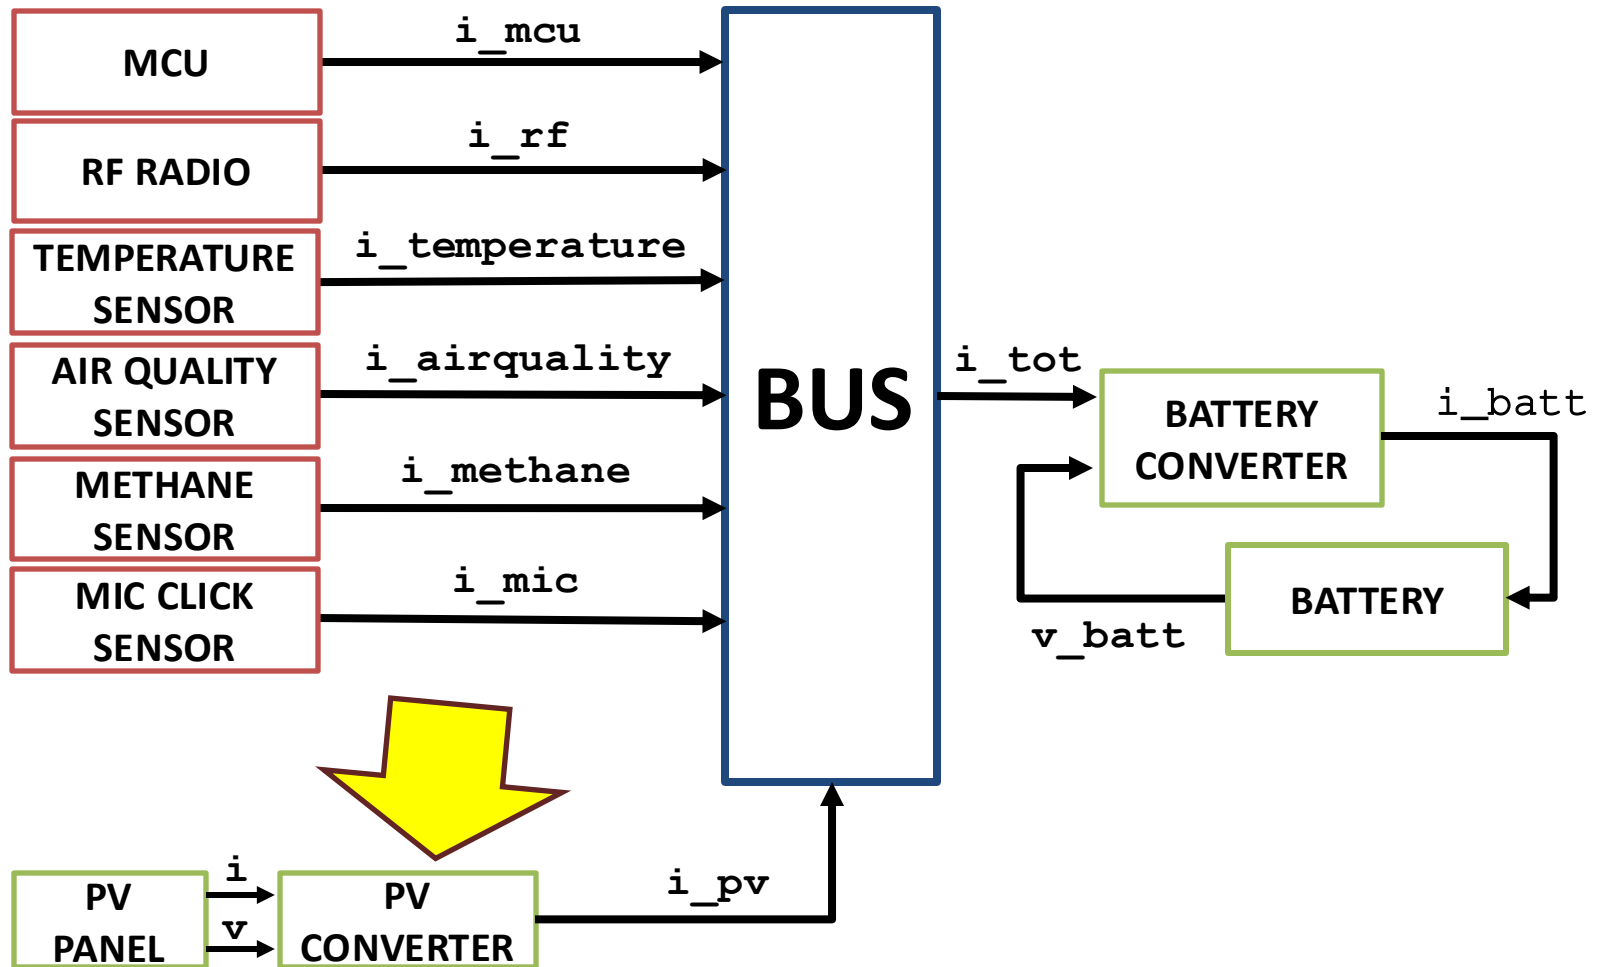 MCU
i_mcu
RF RADIO
i_rf
TEMPERATURE
SENSOR
i_temperature
AIR QUALITY
SENSOR
i_airquality
METHANE
SENSOR
i_methane
MIC CLICK
SENSOR
i_mic
BUS
i_tot
BATTERY
CONVERTER
i_batt
BATTERY
v_batt
PV
PANEL
i
v
PV
CONVERTER
i_pv